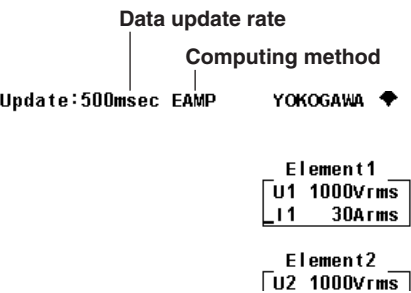 Data update rate
Computing method
Update:500msec EAMP YOKOGAWA
Element1
U1 1000Vrms
I1 30Arms
Element2
U2 1000Vrms